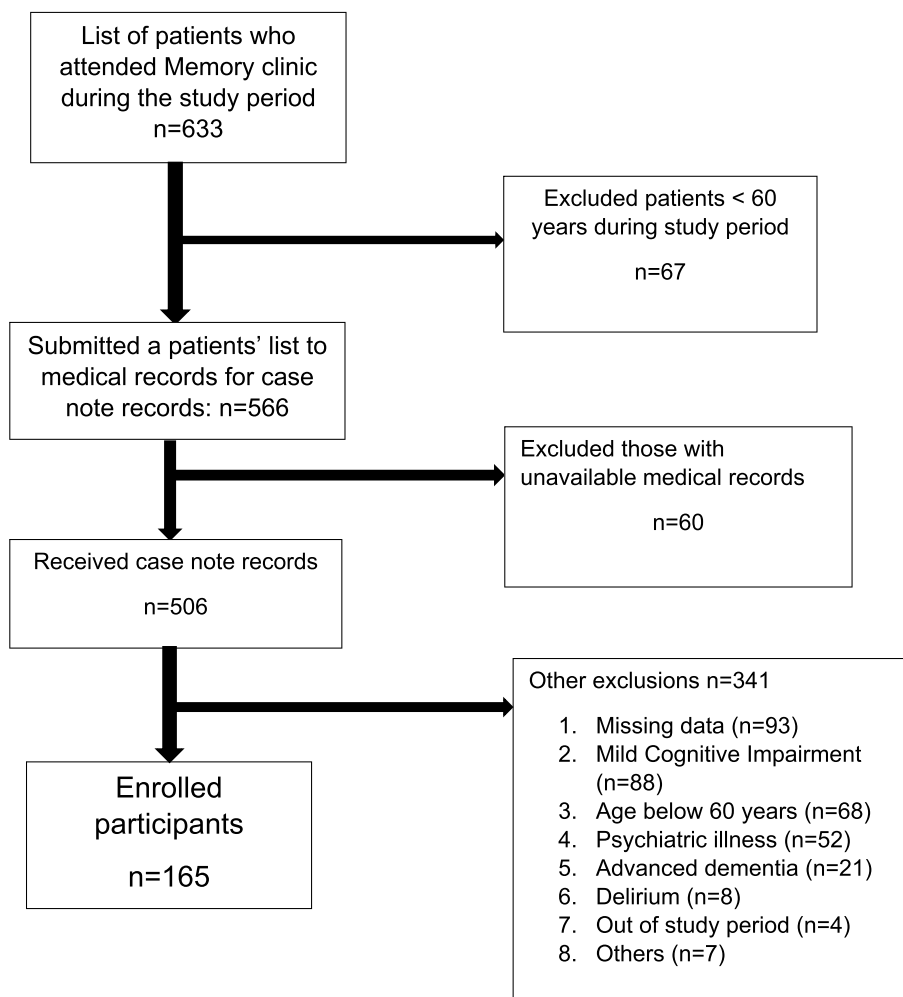 List of patients who
attended Memory clinic
during the study period
n=633
Excluded patients < 60
years during study period
n=67
Submitted a patients’ list to
medical records for case
note records: n=566
Excluded those with
unavailable medical records
n=60
Received case note records
n=506
Other exclusions n=341
1. Missing data (n=93)
2. Mild Cognitive Impairment
(n=88)
3. Age below 60 years (n=68)
4. Psychiatric illness (n=52)
5. Advanced dementia (n=21)
6. Delirium (n=8)
7. Out of study period (n=4)
8. Others (n=7)
Enrolled
participants
n=165